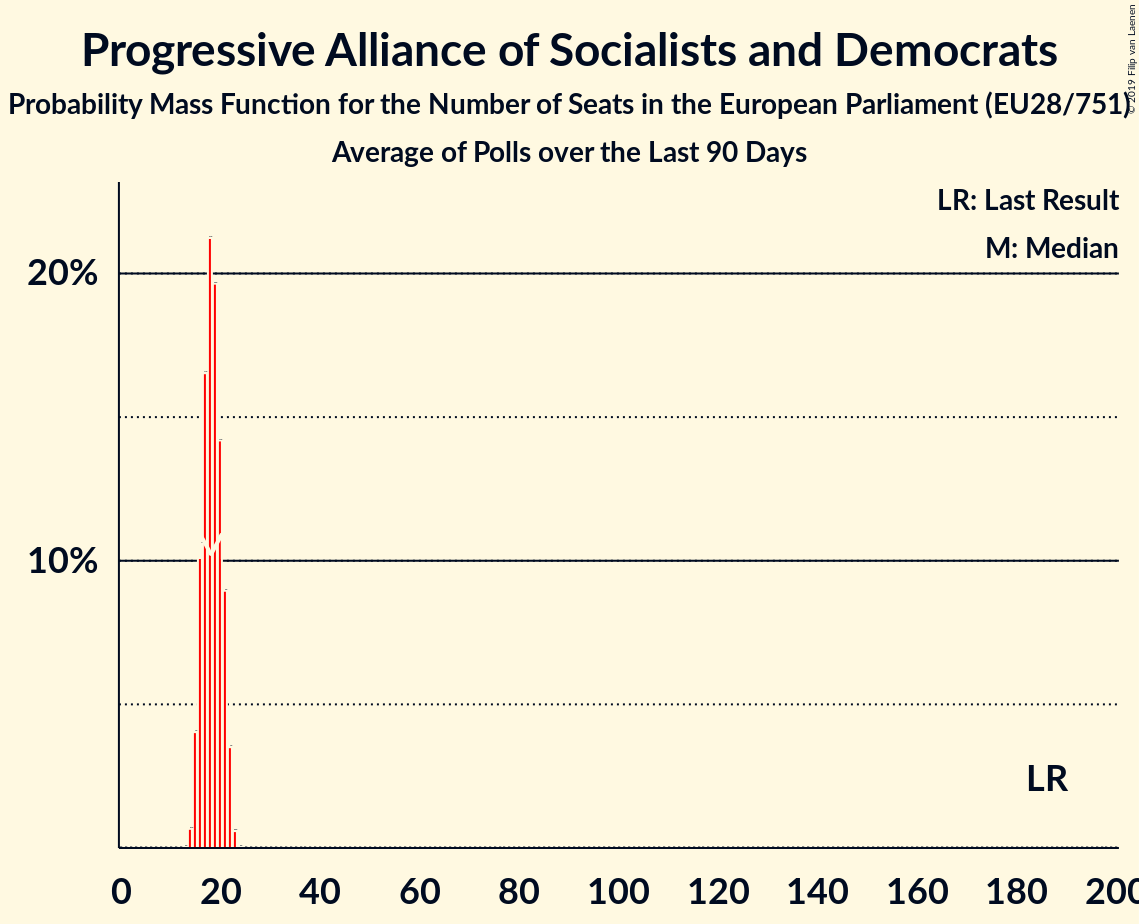 Progressive Alliance of Socialists and Democrats
Probability Mass Function for the Number of Seats in the European Parliament (EU28/751)
Average of Polls over the Last 90 Days
© 2019 Filip van Laenen
LR: Last Result
M: Median
20%
10%
M
LR
0 20 40 60 80 100 120 140 160 180 200